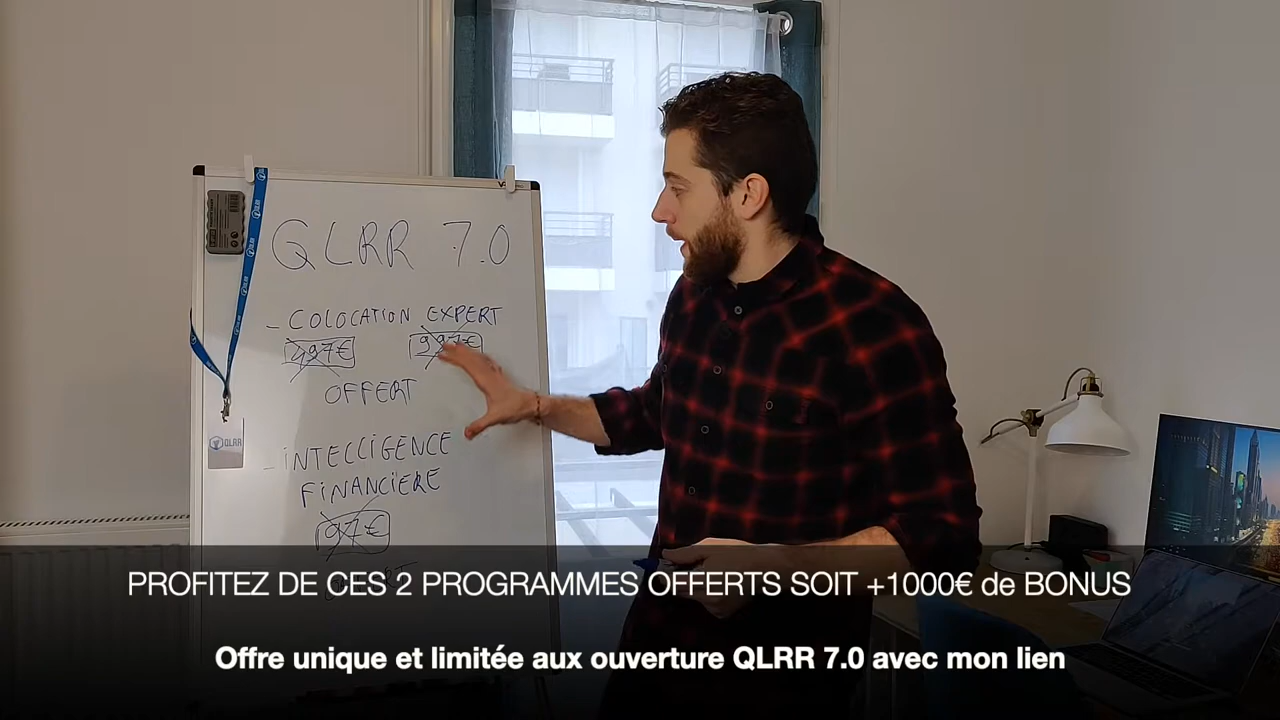 QLRR 7.0
- COLOCATION EXPERT
497€ 997€
OFFERT
- INTELLIGENCE
FINANCIERE
97€
QLRR
PROFITEZ DE CES 2 PROGRAMMES OFFERTS SOIT +1000€ de BONUS
Offre unique et limitée aux ouverture QLRR 7.0 avec mon lien